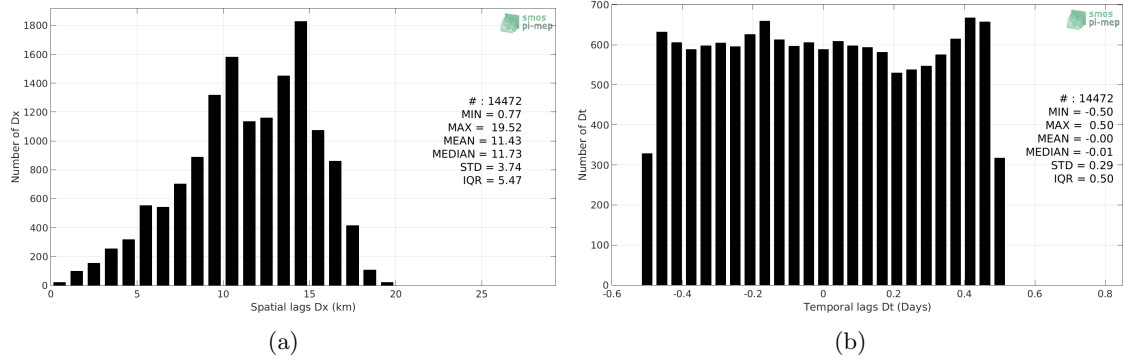 1800
1600
1400
1200
1000
800
600
400
200
0
Number of Dx
0 5 10 15 20 25
Spatial lags Dx (km)
smos
pi-mep
# : 14472
MIN = 0.77
MAX = 19.52
MEAN = 11.43
MEDIAN = 11.73
STD = 3.74
IQR = 5.47
(a)
700
600
500
400
300
200
100
0
Number of Dt
-0.6 -0.4 -0.2 0 0.2 0.4 0.6 0.8
Temporal lags Dt (Days)
smos
pi-mep
# : 14472
MIN = -0.50
MAX = 0.50
MEAN = -0.00
MEDIAN = -0.01
STD = 0.29
IQR = 0.50
(b)